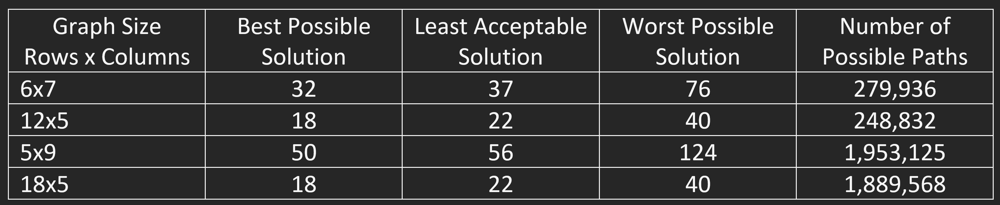 Graph Size Rows x Columns Best Possible Solution Least Acceptable Solution Worst Possible Solution Number of Possible Paths
6x7 32 37 76 279,936
12x5 18 22 40 248,832
5x9 50 56 124 1,953,125
18x5 18 22 40 1,889,568